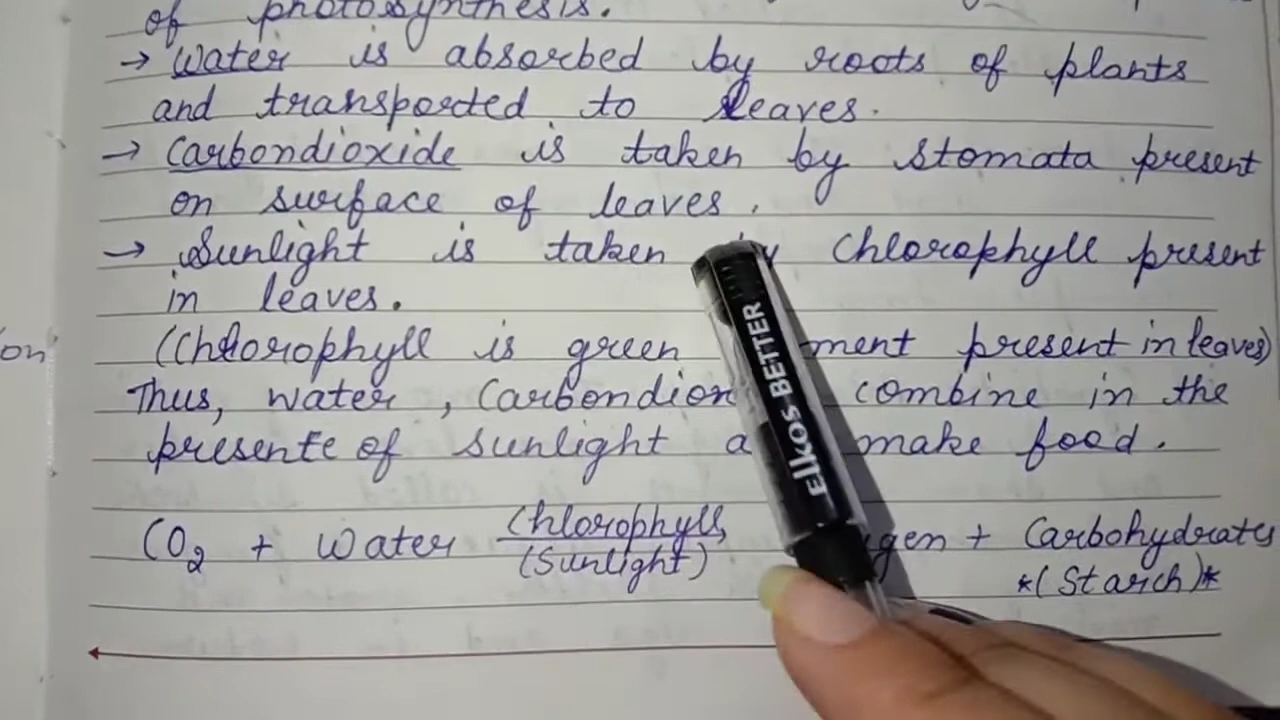 of photosynthesis.
→ Water is absorbed by roots of plants
and transported to leaves.
→ Carbondioxide is taken by stomata present
on surface of leaves.
→ Sunlight is taken by Chlorophyll present
in leaves.
on
(Chlorophyll is green ment present in leaves)
Thus, water, Carbondiox combine in the
presente of sunlight a make food.
CO2 + Water Chlorophyll gen + Carbohydrates
(Sunlight) *(Starch)*
Elkos BETTER